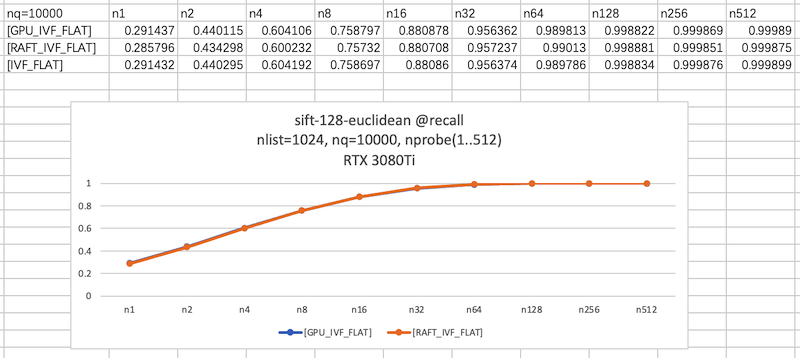 nq=10000 n1 n2 n4 n8 n16 n32 n64 n128 n256 n512
[GPU_IVF_FLAT] 0.291437 0.440115 0.604106 0.758797 0.880878 0.956362 0.989813 0.998822 0.999869 0.99989
[RAFT_IVF_FLAT] 0.285796 0.434298 0.600232 0.75732 0.880708 0.957237 0.99013 0.998881 0.999851 0.999875
[IVF_FLAT] 0.291432 0.440295 0.604192 0.758697 0.88086 0.956374 0.989786 0.998834 0.999876 0.999899
sift-128-euclidean @recall
nlist=1024, nq=10000, nprobe(1..512)
RTX 3080Ti
1
0.8
0.6
0.4
0.2
0
n1 n2 n4 n8 n16 n32 n64 n128 n256 n512
[GPU_IVF_FLAT] [RAFT_IVF_FLAT]